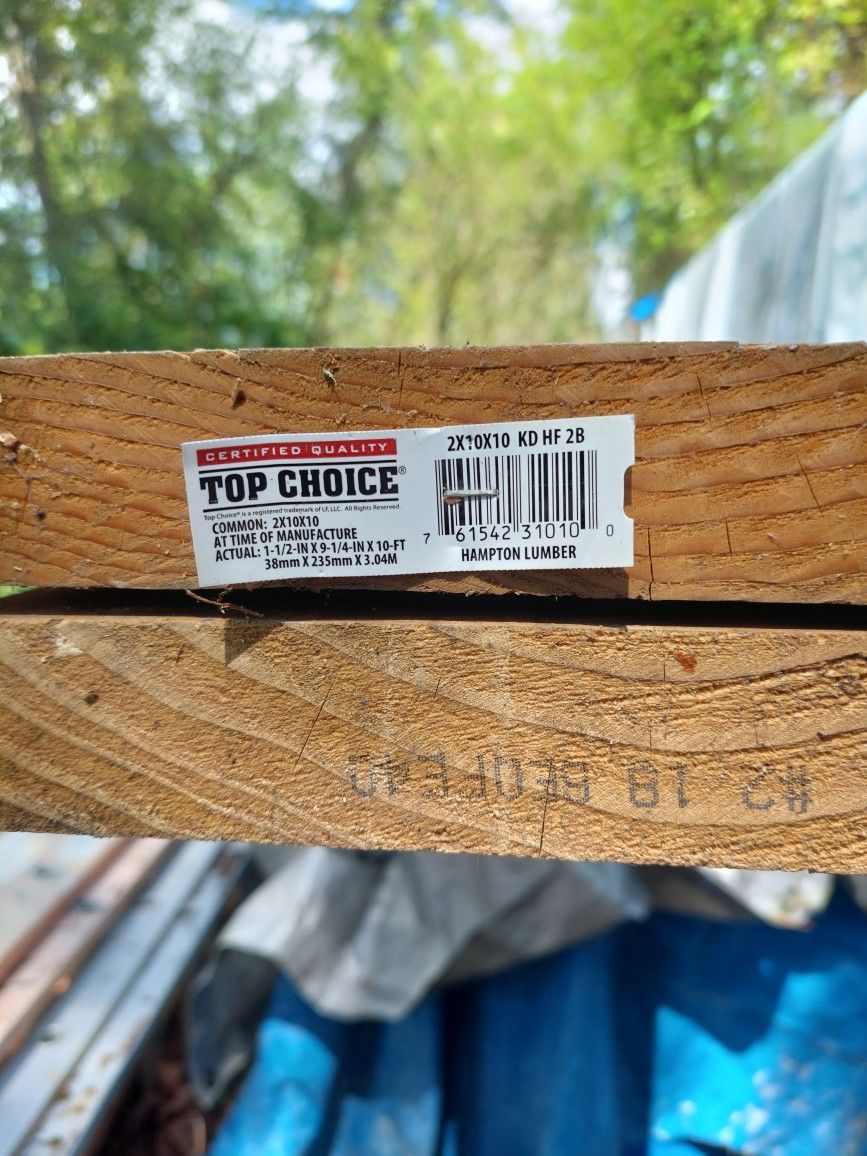 CERTIFIED QUALITY
TOP CHOICE®
Top Choice® is a registered trademark of LF, LLC. All Rights Reserved.
COMMON: 2X10X10
AT TIME OF MANUFACTURE
ACTUAL: 1-1/2-IN X 9-1/4-IN X 10-FT
38mm X 235mm X 3.04M
2X10X10 KD HF 2B
7 61542 31010 0
HAMPTON LUMBER
#2 18